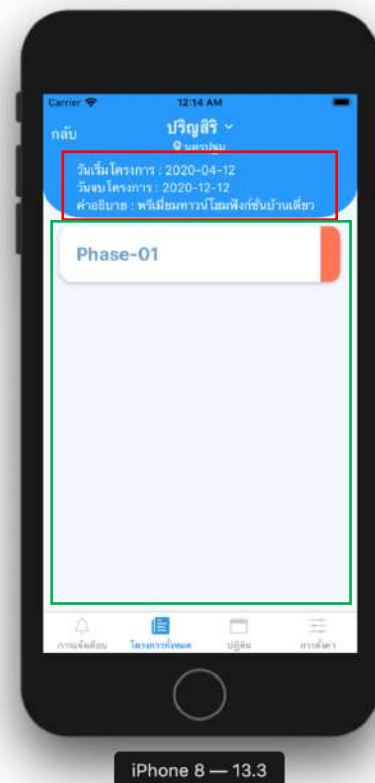 Carrier 12:14 AM
กลับ ปริญสิริ
นครปฐม
วันเริ่มโครงการ : 2020-04-12
วันจบโครงการ : 2020-12-12
คำอธิบาย : พรีเมี่ยมทาวน์โฮมฟังก์ชั่นบ้านเดี่ยว
Phase-01
การแจ้งเตือน โครงการทั้งหมด ปฏิทิน การตั้งค่า
iPhone 8 — 13.3